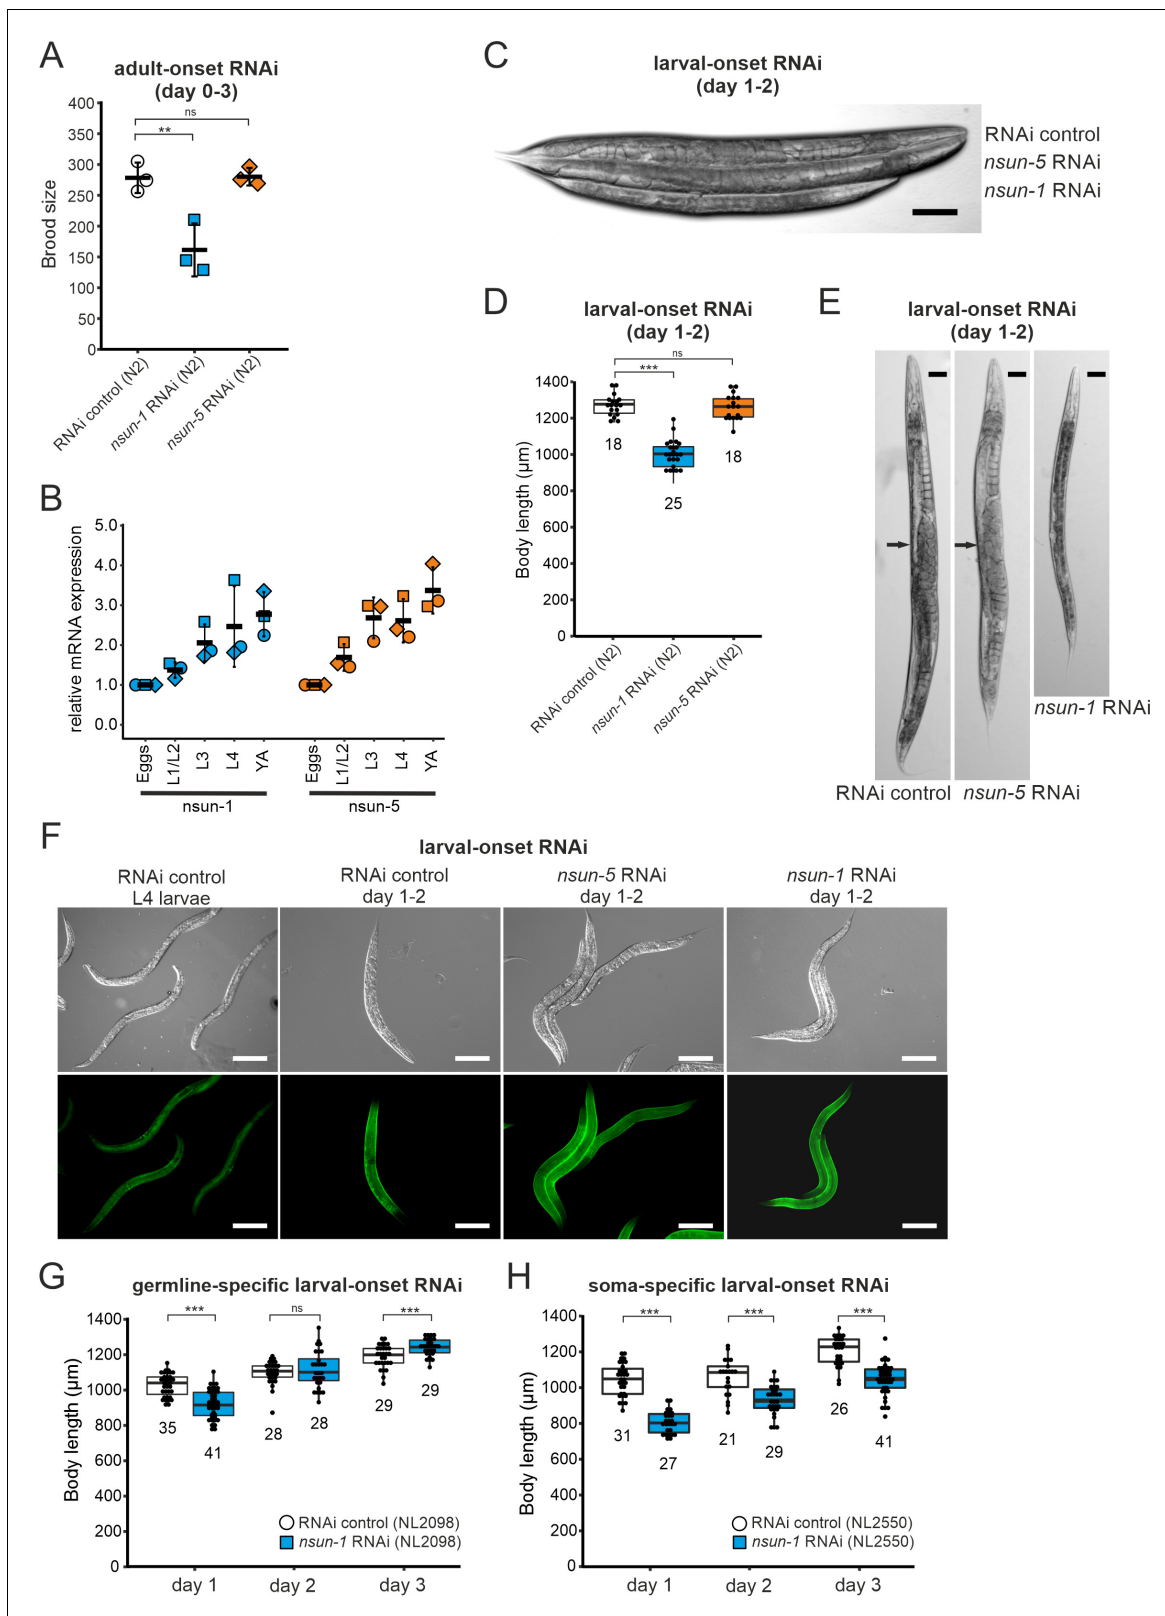 A
adult-onset RNAi
(day 0-3)
ns
**
400
350
300
250
200
150
100
50
0
Brood size
RNAi control (N2)
nsun-1 RNAi (N2)
nsun-5 RNAi (N2)
B
5.0
4.0
3.0
2.0
1.0
0.0
relative mRNA expression
Eggs
L1/L2
L3
L4
YA
Eggs
L1/L2
L3
L4
YA
nsun-1
nsun-5
C
larval-onset RNAi
(day 1-2)
RNAi control
nsun-5 RNAi
nsun-1 RNAi
D
larval-onset RNAi
(day 1-2)
ns
***
1400
1200
1000
800
600
400
200
0
Body length (µm)
18
25
18
RNAi control (N2)
nsun-1 RNAi (N2)
nsun-5 RNAi (N2)
E
larval-onset RNAi
(day 1-2)
nsun-1 RNAi
RNAi control
nsun-5 RNAi
F
larval-onset RNAi
RNAi control
L4 larvae
RNAi control
day 1-2
nsun-5 RNAi
day 1-2
nsun-1 RNAi
day 1-2
G
germline-specific larval-onset RNAi
***
ns
***
1400
1200
1000
800
600
400
200
0
Body length (µm)
35
41
28
28
29
29
RNAi control (NL2098)
nsun-1 RNAi (NL2098)
day 1
day 2
day 3
H
soma-specific larval-onset RNAi
***
***
***
1400
1200
1000
800
600
400
200
0
Body length (µm)
31
27
21
29
26
41
RNAi control (NL2550)
nsun-1 RNAi (NL2550)
day 1
day 2
day 3